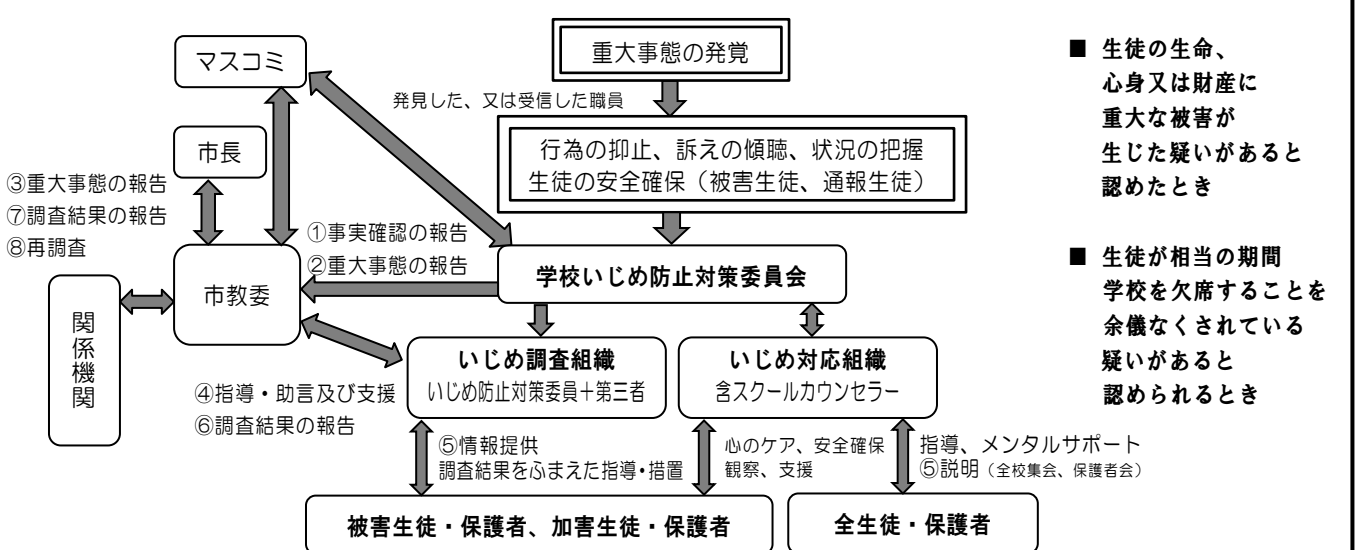 重大事態の発覚
マスコミ
発見した、又は受信した職員
市長
行為の抑止、訴えの傾聴、状況の把握
生徒の安全確保（被害生徒、通報生徒）
③重大事態の報告
⑦調査結果の報告
⑧再調査
①事実確認の報告
②重大事態の報告
学校いじめ防止対策委員会
市教委
関係機関
いじめ調査組織
いじめ防止対策委員＋第三者
いじめ対応組織
含スクールカウンセラー
④指導・助言及び支援
⑥調査結果の報告
⑤情報提供
調査結果をふまえた指導・措置
心のケア、安全確保
観察、支援
指導、メンタルサポート
⑤説明（全校集会、保護者会）
被害生徒・保護者、加害生徒・保護者
全生徒・保護者
■ 生徒の生命、
心身又は財産に
重大な被害が
生じた疑いがあると
認めたとき
■ 生徒が相当の期間
学校を欠席することを
余儀なくされている
疑いがあると
認められるとき